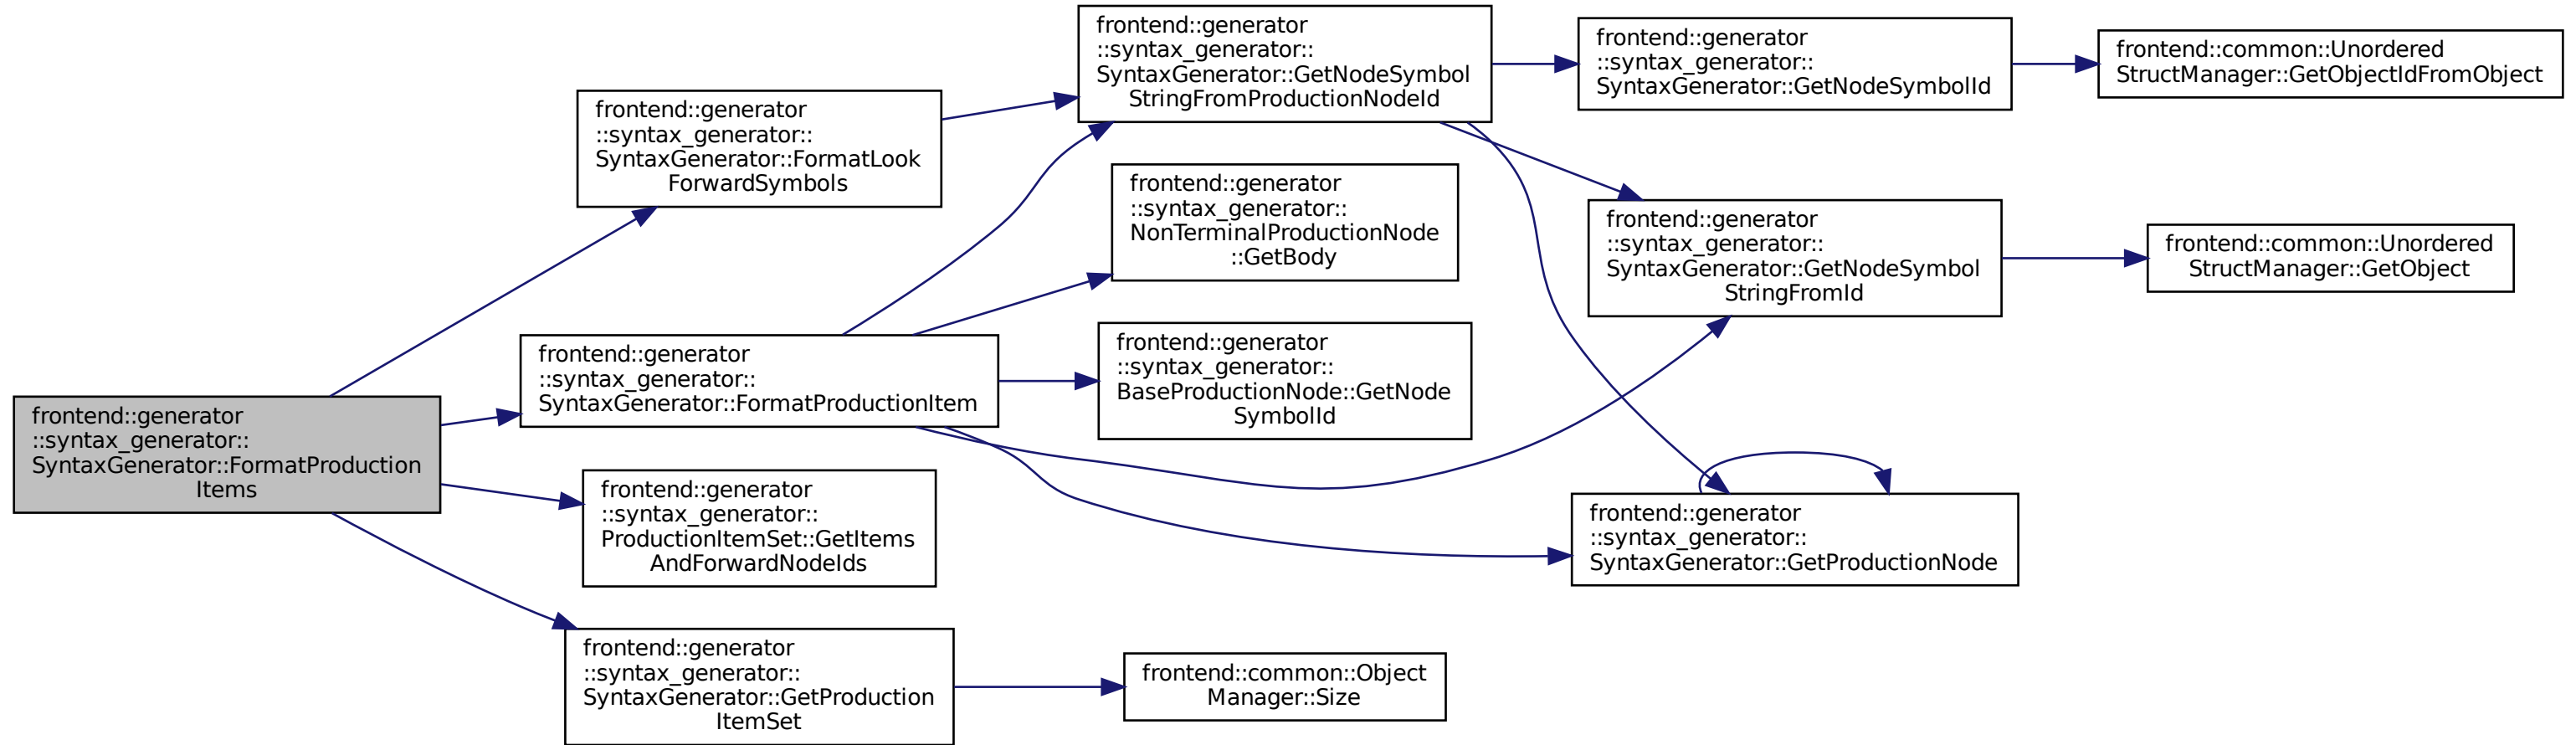 frontend::generator
::syntax_generator::
SyntaxGenerator::FormatProduction
Items
frontend::generator
::syntax_generator::
SyntaxGenerator::FormatLook
ForwardSymbols
frontend::generator
::syntax_generator::
SyntaxGenerator::FormatProductionItem
frontend::generator
::syntax_generator::
ProductionItemSet::GetItems
AndForwardNodeIds
frontend::generator
::syntax_generator::
SyntaxGenerator::GetProduction
ItemSet
frontend::generator
::syntax_generator::
SyntaxGenerator::GetNodeSymbol
StringFromProductionNodeId
frontend::generator
::syntax_generator::
NonTerminalProductionNode
::GetBody
frontend::generator
::syntax_generator::
BaseProductionNode::GetNode
SymbolId
frontend::common::Object
Manager::Size
frontend::generator
::syntax_generator::
SyntaxGenerator::GetNodeSymbolId
frontend::generator
::syntax_generator::
SyntaxGenerator::GetNodeSymbol
StringFromId
frontend::generator
::syntax_generator::
SyntaxGenerator::GetProductionNode
frontend::common::Unordered
StructManager::GetObjectIdFromObject
frontend::common::Unordered
StructManager::GetObject